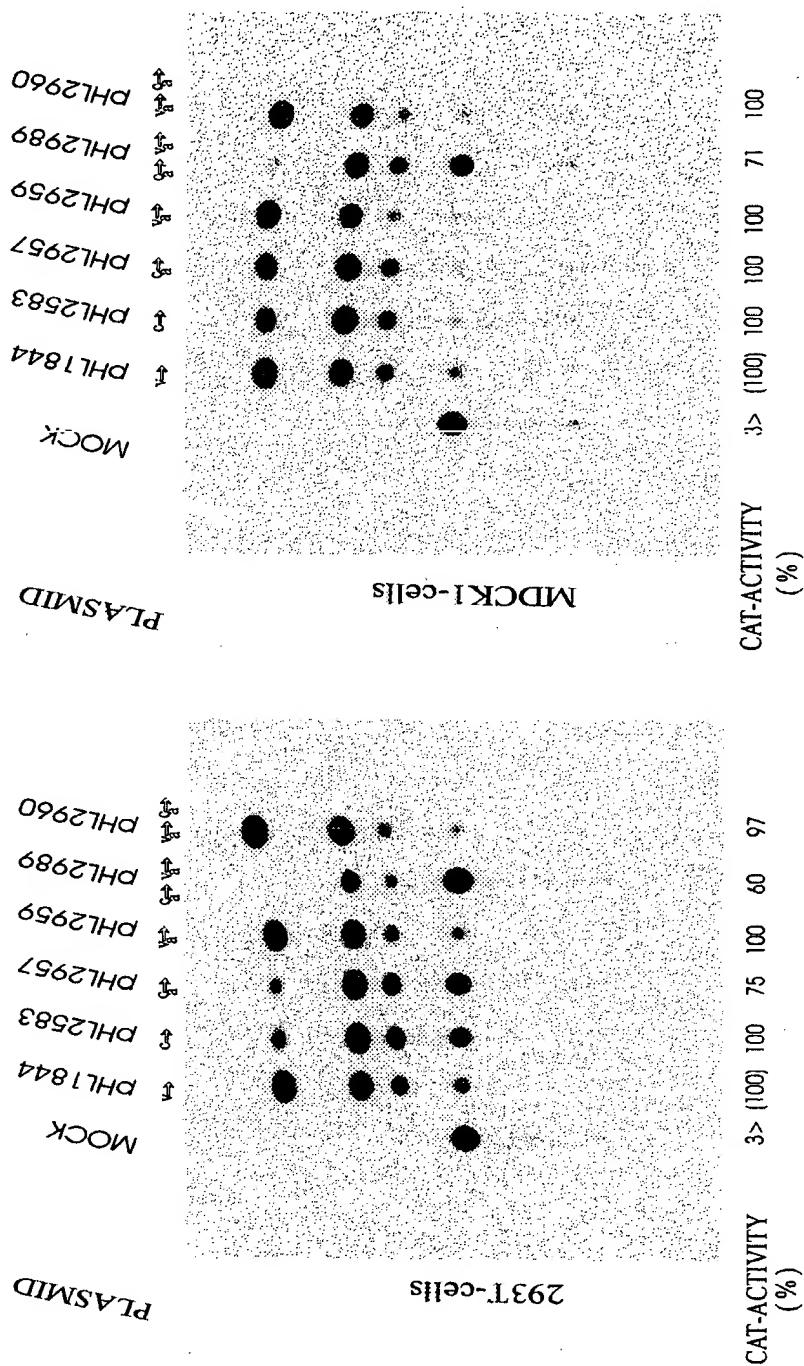 PLASMID
MOCK
pHL1844
pHL2583
pHL2957
pHL2959
pHL2989
pHL2960
293T-cells
CAT-ACTIVITY
(%)
3> (100) 100 75 100 60 97
PLASMID
MOCK
pHL1844
pHL2583
pHL2957
pHL2959
pHL2989
pHL2960
MDCK1-cells
CAT-ACTIVITY
(%)
3> (100) 100 100 100 71 100